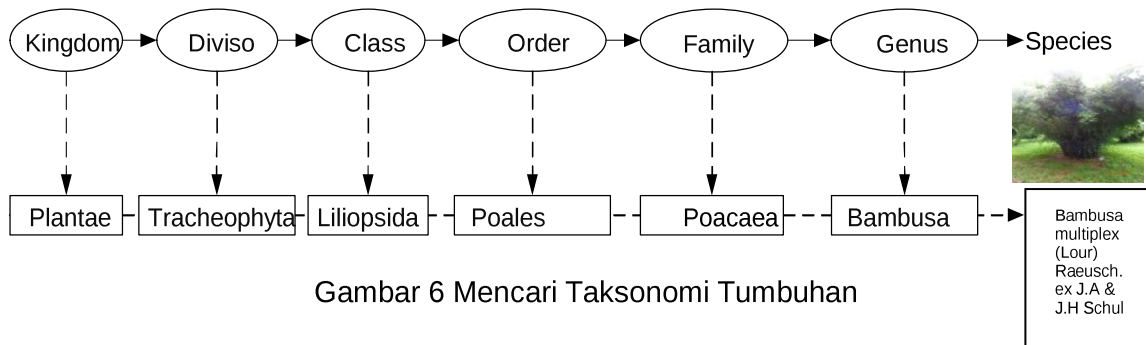 Kingdom Diviso Class Order Family Genus Species
Plantae Tracheophyta Liliopsida Poales Poacaea Bambusa
Bambusa
multiplex
(Lour)
Raeusch.
ex J.A &
J.H Schul
Gambar 6 Mencari Taksonomi Tumbuhan